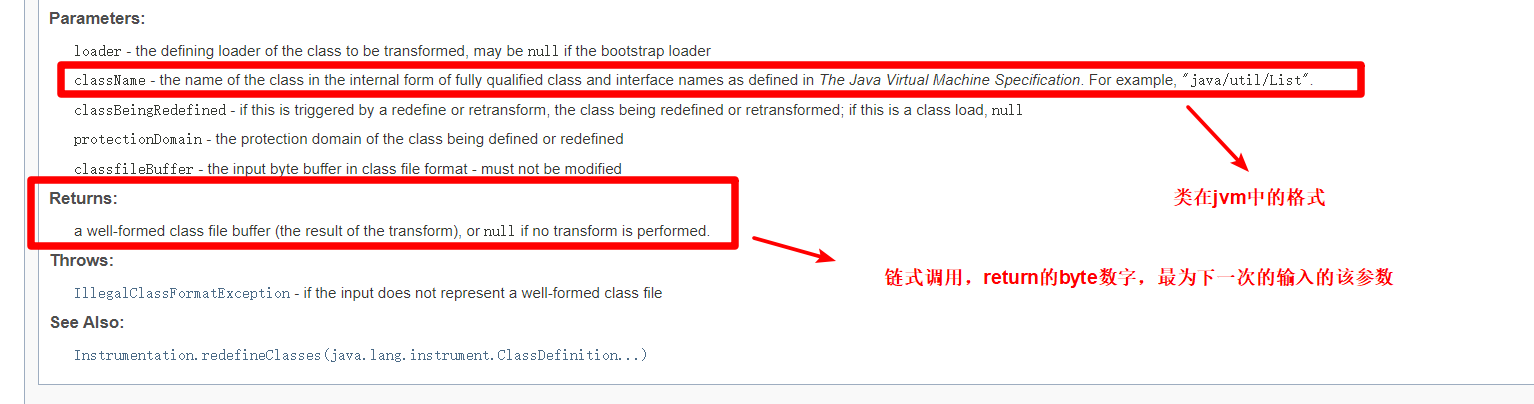 Parameters:
loader - the defining loader of the class to be transformed, may be null if the bootstrap loader
className - the name of the class in the internal form of fully qualified class and interface names as defined in The Java Virtual Machine Specification. For example, "java/util/List".
classBeingRedefined - if this is triggered by a redefine or retransform, the class being redefined or retransformed; if this is a class load, null
protectionDomain - the protection domain of the class being defined or redefined
classfileBuffer - the input byte buffer in class file format - must not be modified
类在jvm中的格式
Returns:
a well-formed class file buffer (the result of the transform), or null if no transform is performed.
链式调用，return的byte数字，最为下一次的输入的该参数
Throws:
IllegalClassFormatException - if the input does not represent a well-formed class file
See Also:
Instrumentation.redefineClasses(java.lang.instrument.ClassDefinition...)